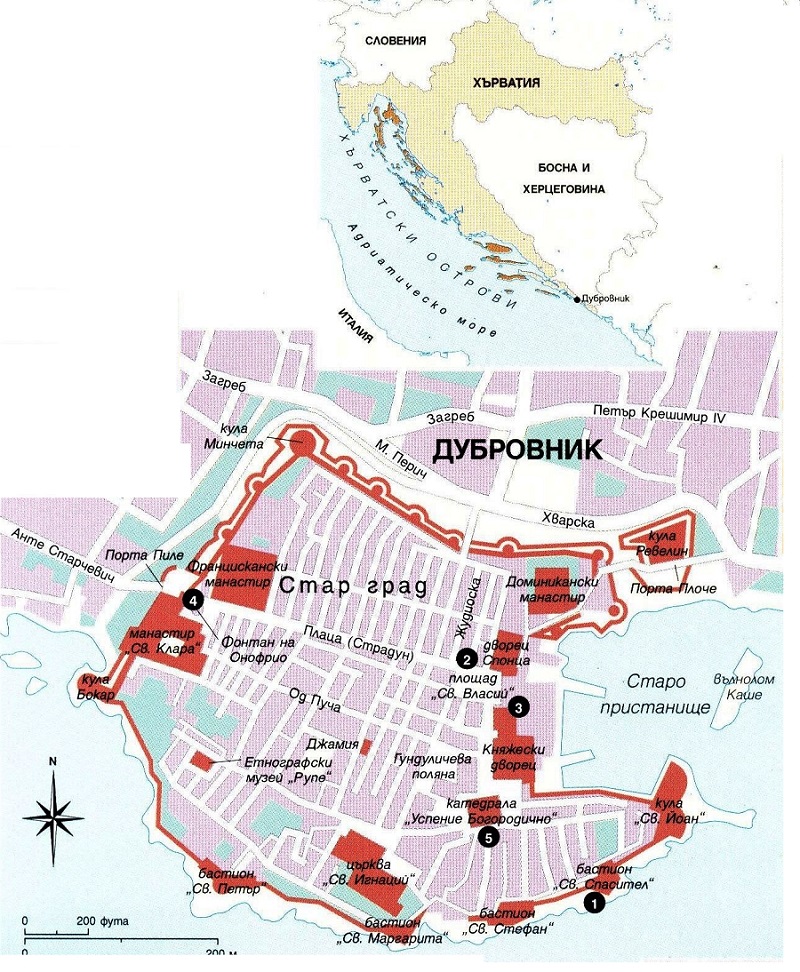 СЛОВЕНИЯ
ХЪРВАТИЯ
БОСНА И
ХЕРЦЕГОВИНА
ХЪРВАТСКИ ОСТРОВИ
Адриатическо море
Дубровник
ИТАЛИЯ
Загреб
Загреб
Петър Крешимир IV
кула
Минчета
М. Перич
ДУБРОВНИК
Хварска
кула
Ревелин
Анте Старчевич
Порта Пиле
Францискански
манастир
Стар град
Доминикански
манастир
Порта Плоче
4
Жудиоска
манастир
„Св. Клара"
Фонтан на
Онофрио
Плаца (Страдун)
дворец
Спонца
2
площад
„Св. Власий"
кула
Бокар
Старо
пристанище
вълнолом
Каше
Од Пуча
3
Джамия
Етнографски
музей „Рупе"
Гундуличева
поляна
Княжески
дворец
N
катедрала
„Успение Богородично"
5
кула
„Св. Йоан"
църква
„Св. Игнаций"
бастион
„Св. Петър"
бастион
„Св. Спасител"
1
бастион
„Св. Маргарита"
бастион
„Св. Стефан"
0 200 фута
0 200 м